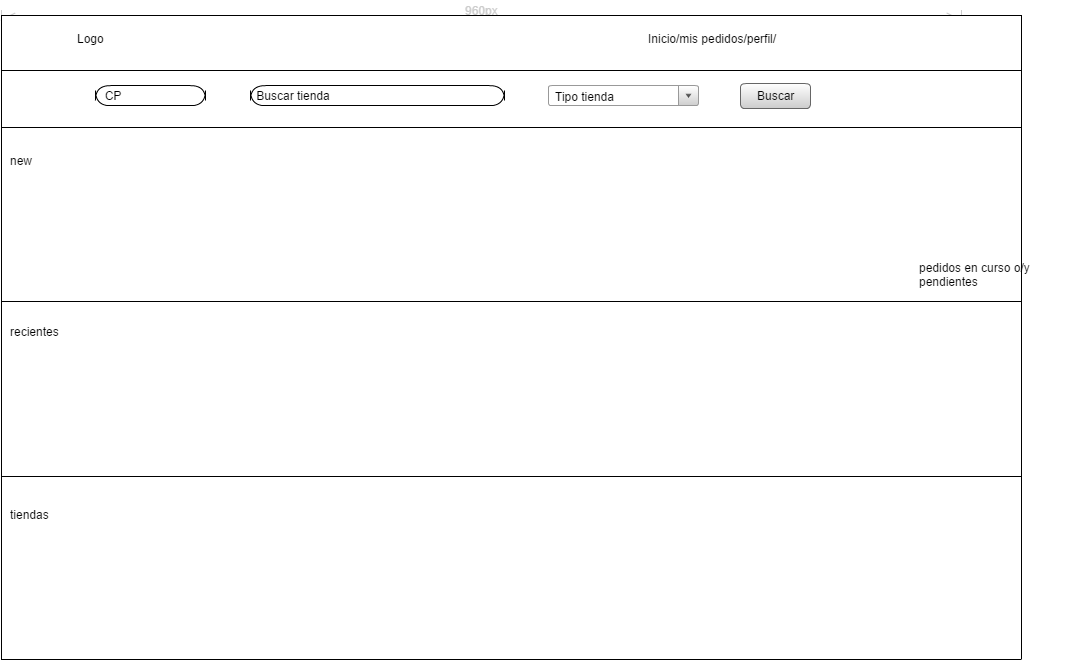 960px
Logo
Inicio/mis pedidos/perfil/
CP
Buscar tienda
Tipo tienda
Buscar
new
pedidos en curso o/y
pendientes
recientes
tiendas